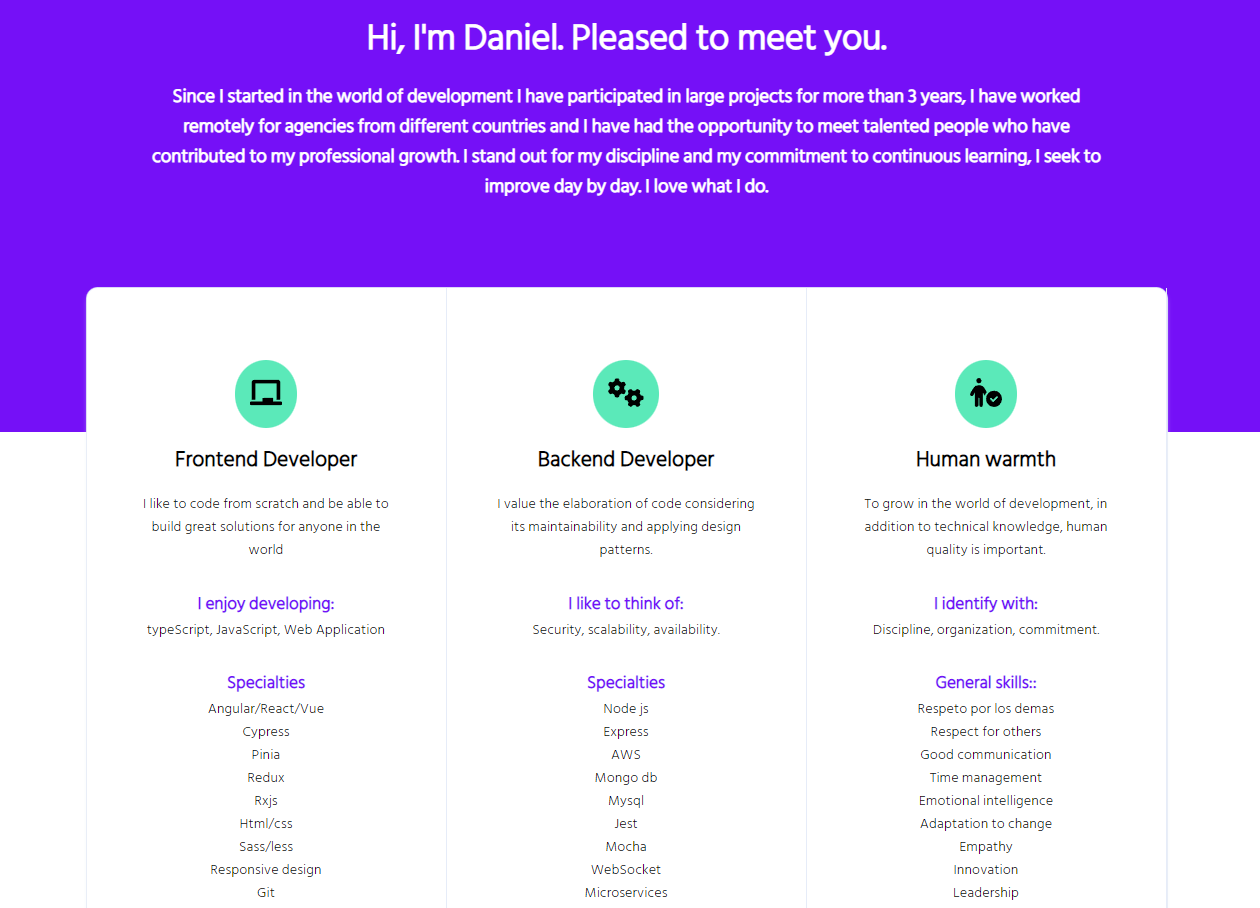 Hi, I'm Daniel. Pleased to meet you.
Since I started in the world of development I have participated in large projects for more than 3 years, I have worked
remotely for agencies from different countries and I have had the opportunity to meet talented people who have
contributed to my professional growth. I stand out for my discipline and my commitment to continuous learning, I seek to
improve day by day. I love what I do.
Frontend Developer
I like to code from scratch and be able to
build great solutions for anyone in the
world
I enjoy developing:
typeScript, JavaScript, Web Application
Specialties
Angular/React/Vue
Cypress
Pinia
Redux
Rxjs
Html/css
Sass/less
Responsive design
Git
Backend Developer
I value the elaboration of code considering
its maintainability and applying design
patterns.
I like to think of:
Security, scalability, availability.
Specialties
Node js
Express
AWS
Mongo db
Mysql
Jest
Mocha
WebSocket
Microservices
Human warmth
To grow in the world of development, in
addition to technical knowledge, human
quality is important.
I identify with:
Discipline, organization, commitment.
General skills::
Respeto por los demas
Respect for others
Good communication
Time management
Emotional intelligence
Adaptation to change
Empathy
Innovation
Leadership